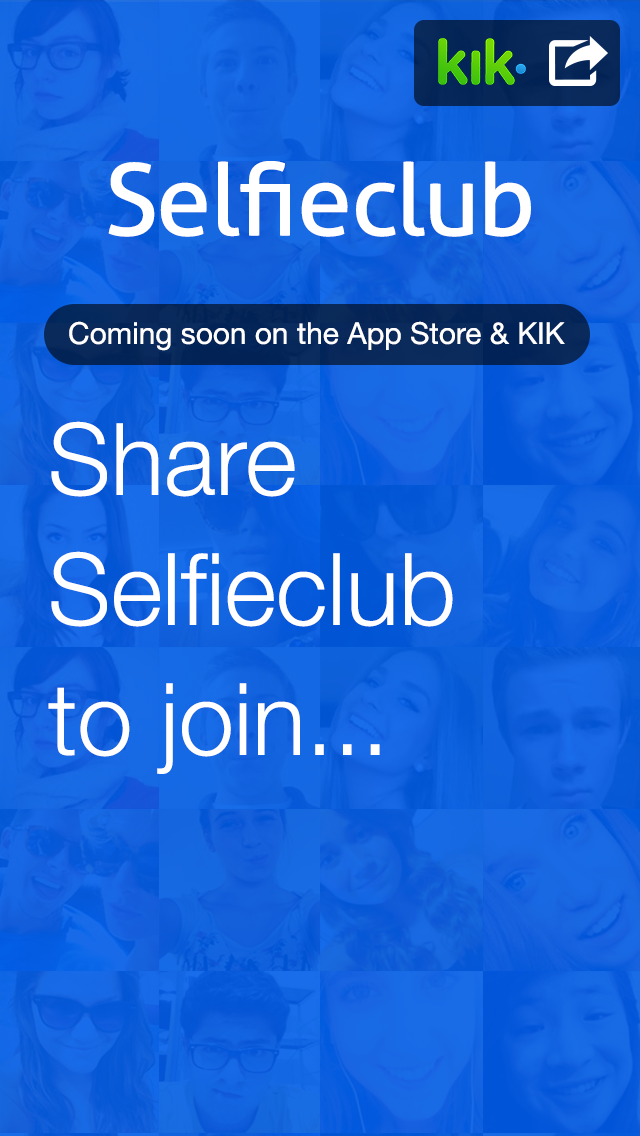 kik.
Selfieclub
Coming soon on the App Store & KIK
Share
Selfieclub
to join...